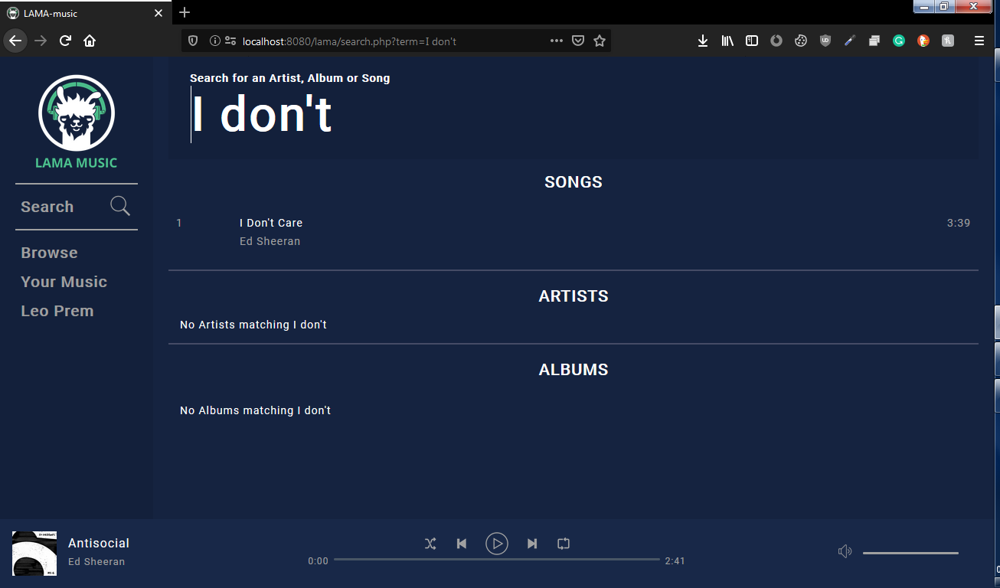 LAMA-music
localhost:8080/lama/search.php?term=I don't
LAMA MUSIC
Search
Browse
Your Music
Leo Prem
Search for an Artist, Album or Song
I don't
SONGS
1
I Don't Care
3:39
Ed Sheeran
ARTISTS
No Artists matching I don't
ALBUMS
No Albums matching I don't
Antisocial
Ed Sheeran
0:00
2:41